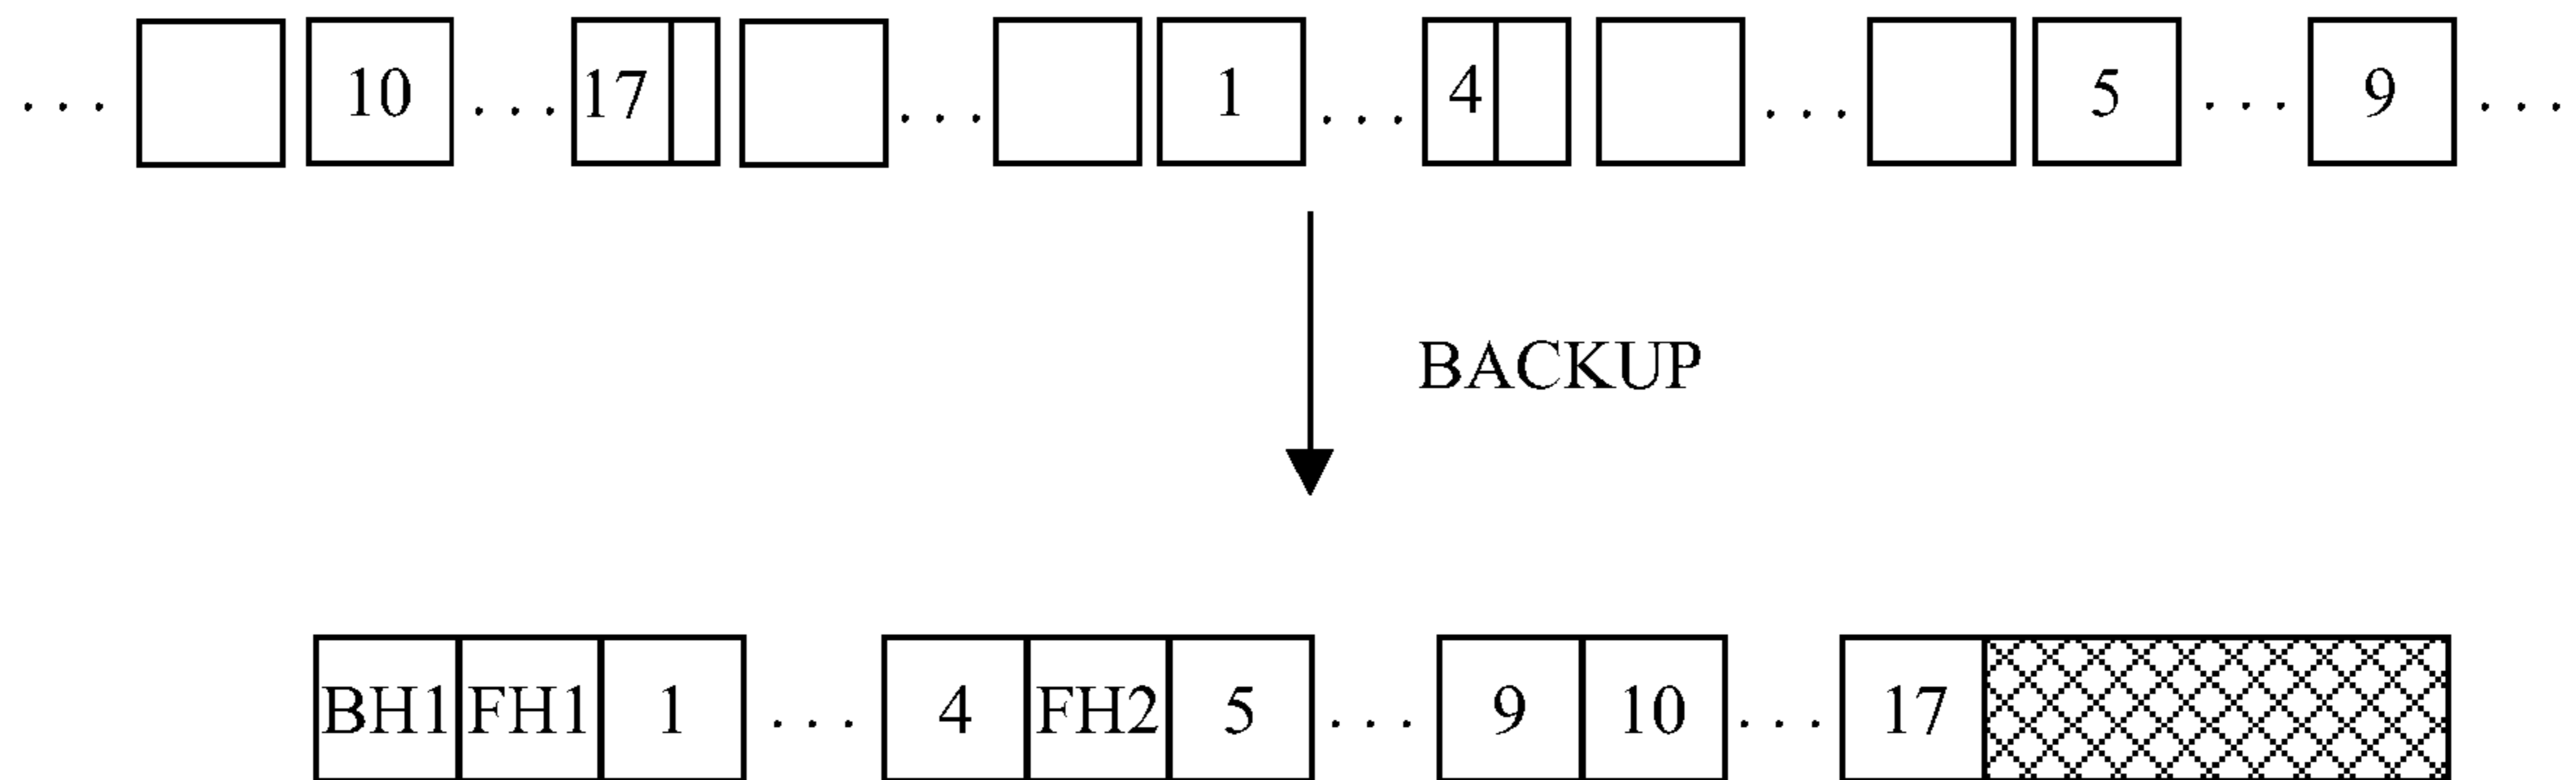 . . . 10 . . . 17 . . . 1 . . . 4 . . . 5 . . . 9 . . .
BACKUP
BH1 FH1 1 . . . 4 FH2 5 . . . 9 10 . . . 17